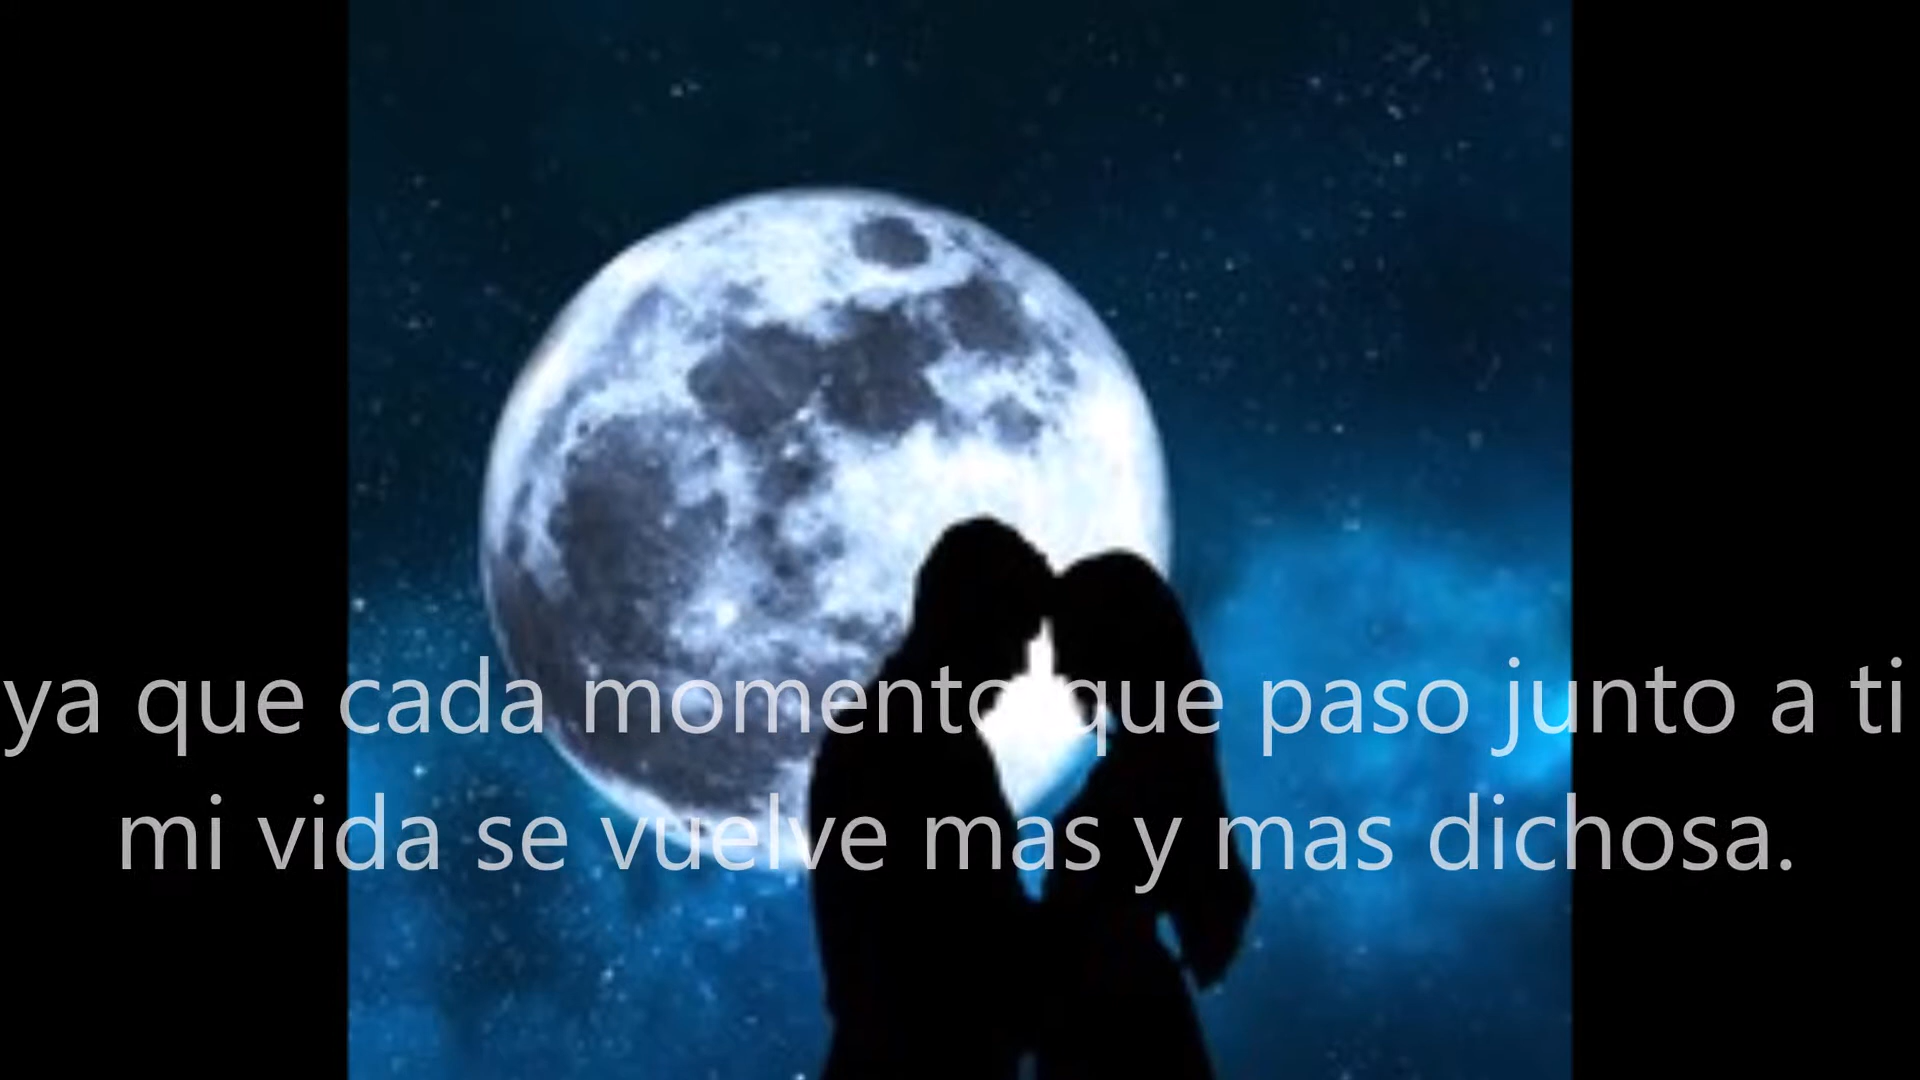 ya que cada momento que paso junto a ti
mi vida se vuelve mas y mas dichosa.